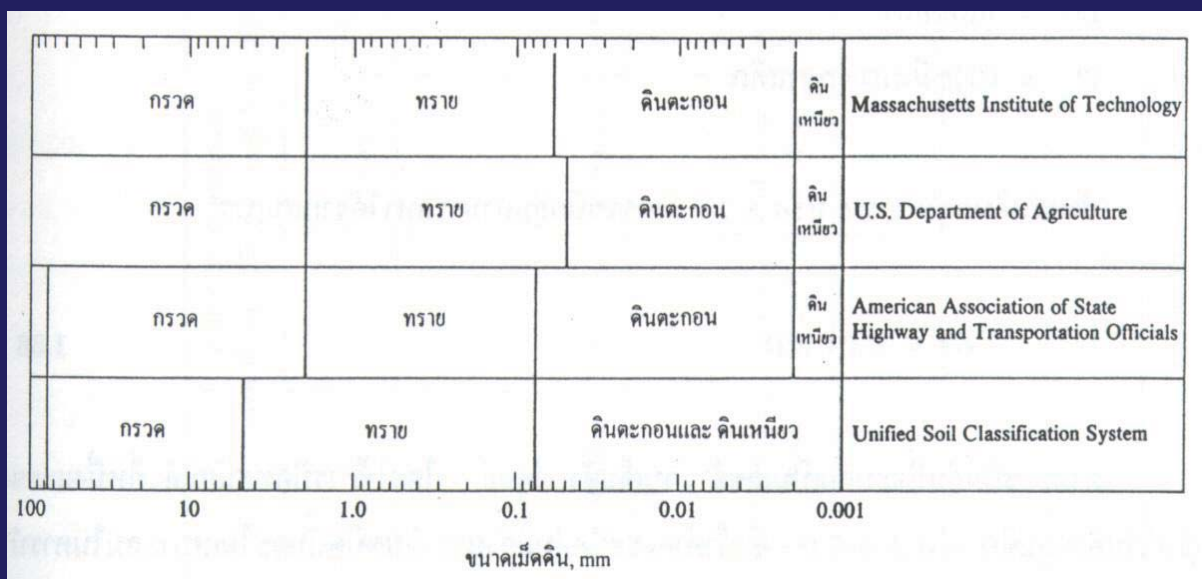 กรวด ทราย ดินตะกอน ดิน เหนียว Massachusetts Institute of Technology
กรวด ทราย ดินตะกอน ดิน เหนียว U.S. Department of Agriculture
กรวด ทราย ดินตะกอน ดิน เหนียว American Association of State
Highway and Transportation Officials
กรวด ทราย ดินตะกอนและ ดินเหนียว Unified Soil Classification System
100 10 1.0 0.1 0.01 0.001
ขนาดเม็ดดิน, mm